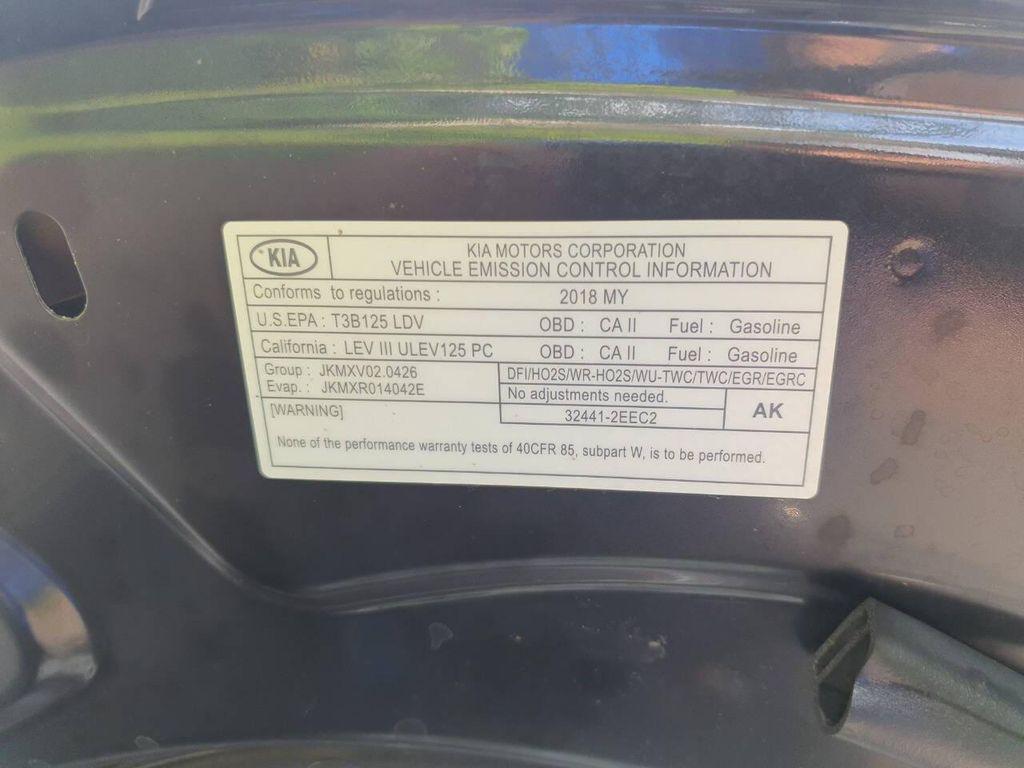 KIA
KIA MOTORS CORPORATION
VEHICLE EMISSION CONTROL INFORMATION
Conforms to regulations : 2018 MY
U.S.EPA : T3B125 LDV OBD : CA II Fuel : Gasoline
California : LEV III ULEV125 PC OBD : CA II Fuel : Gasoline
Group : JKMXV02.0426
Evap. : JKMXR014042E
DFI/HO2S/WR-HO2S/WU-TWC/TWC/EGR/EGRC
No adjustments needed.
32441-2EEC2
AK
[WARNING]
None of the performance warranty tests of 40CFR 85, subpart W, is to be performed.